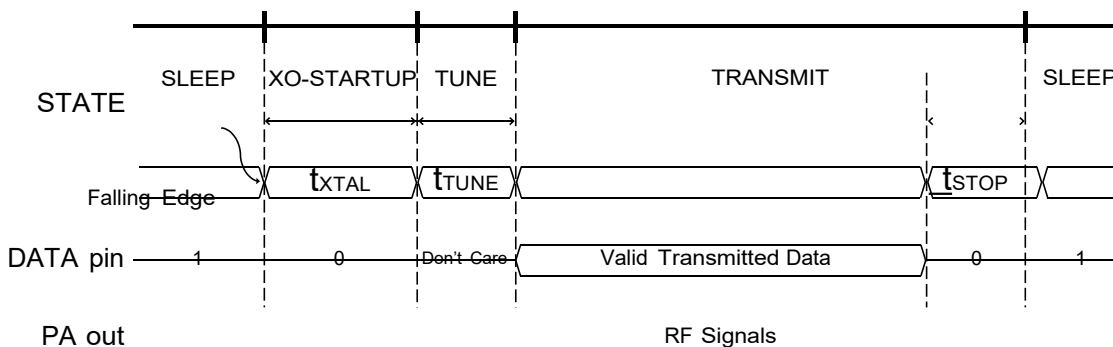 SLEEP XO-STARTUP TUNE TRANSMIT SLEEP
STATE
tXTAL tTUNE tSTOP
Falling Edge
DATA pin 1 0 Don't Care Valid Transmitted Data 0 1
PA out RF Signals